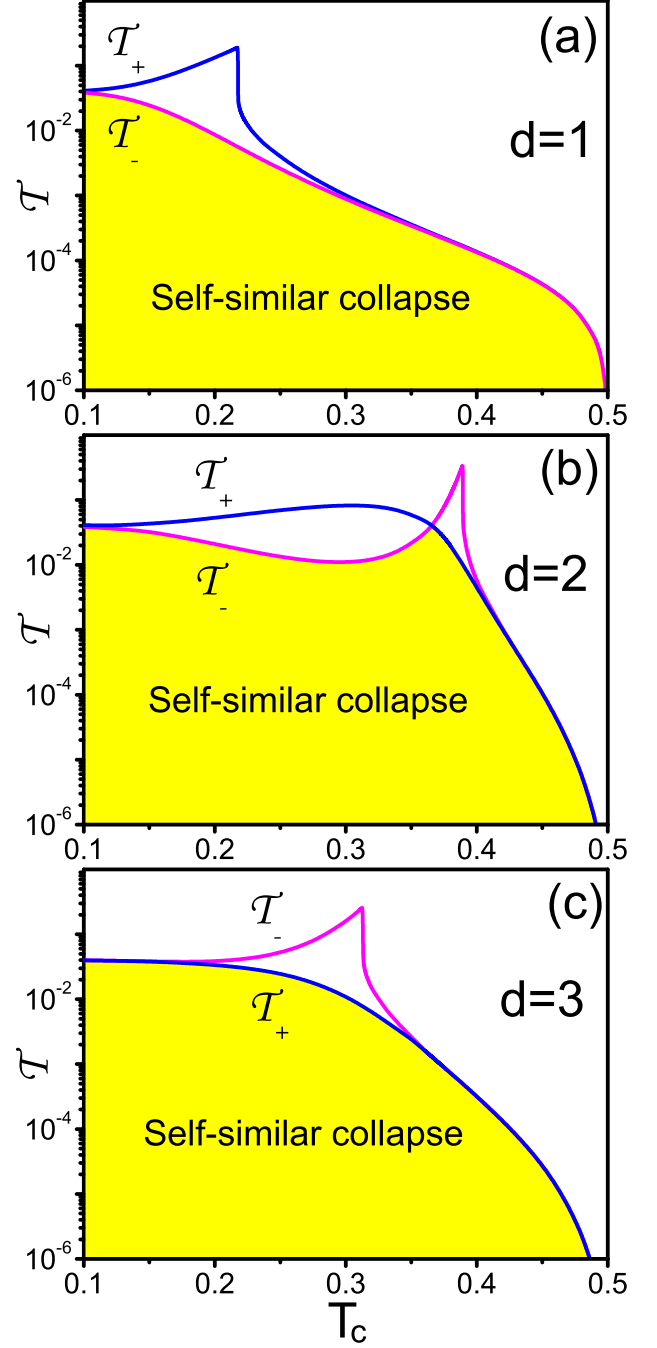 (a)
𝒯+
10-2
𝒯-
d=1
𝒯
10-4
Self-similar collapse
10-6
0.1 0.2 0.3 0.4 0.5
(b)
𝒯+
10-2
d=2
𝒯-
𝒯
10-4
Self-similar collapse
10-6
0.1 0.2 0.3 0.4 0.5
(c)
𝒯-
10-2
d=3
𝒯+
𝒯
10-4
Self-similar collapse
10-6
0.1 0.2 0.3 0.4 0.5
Tc